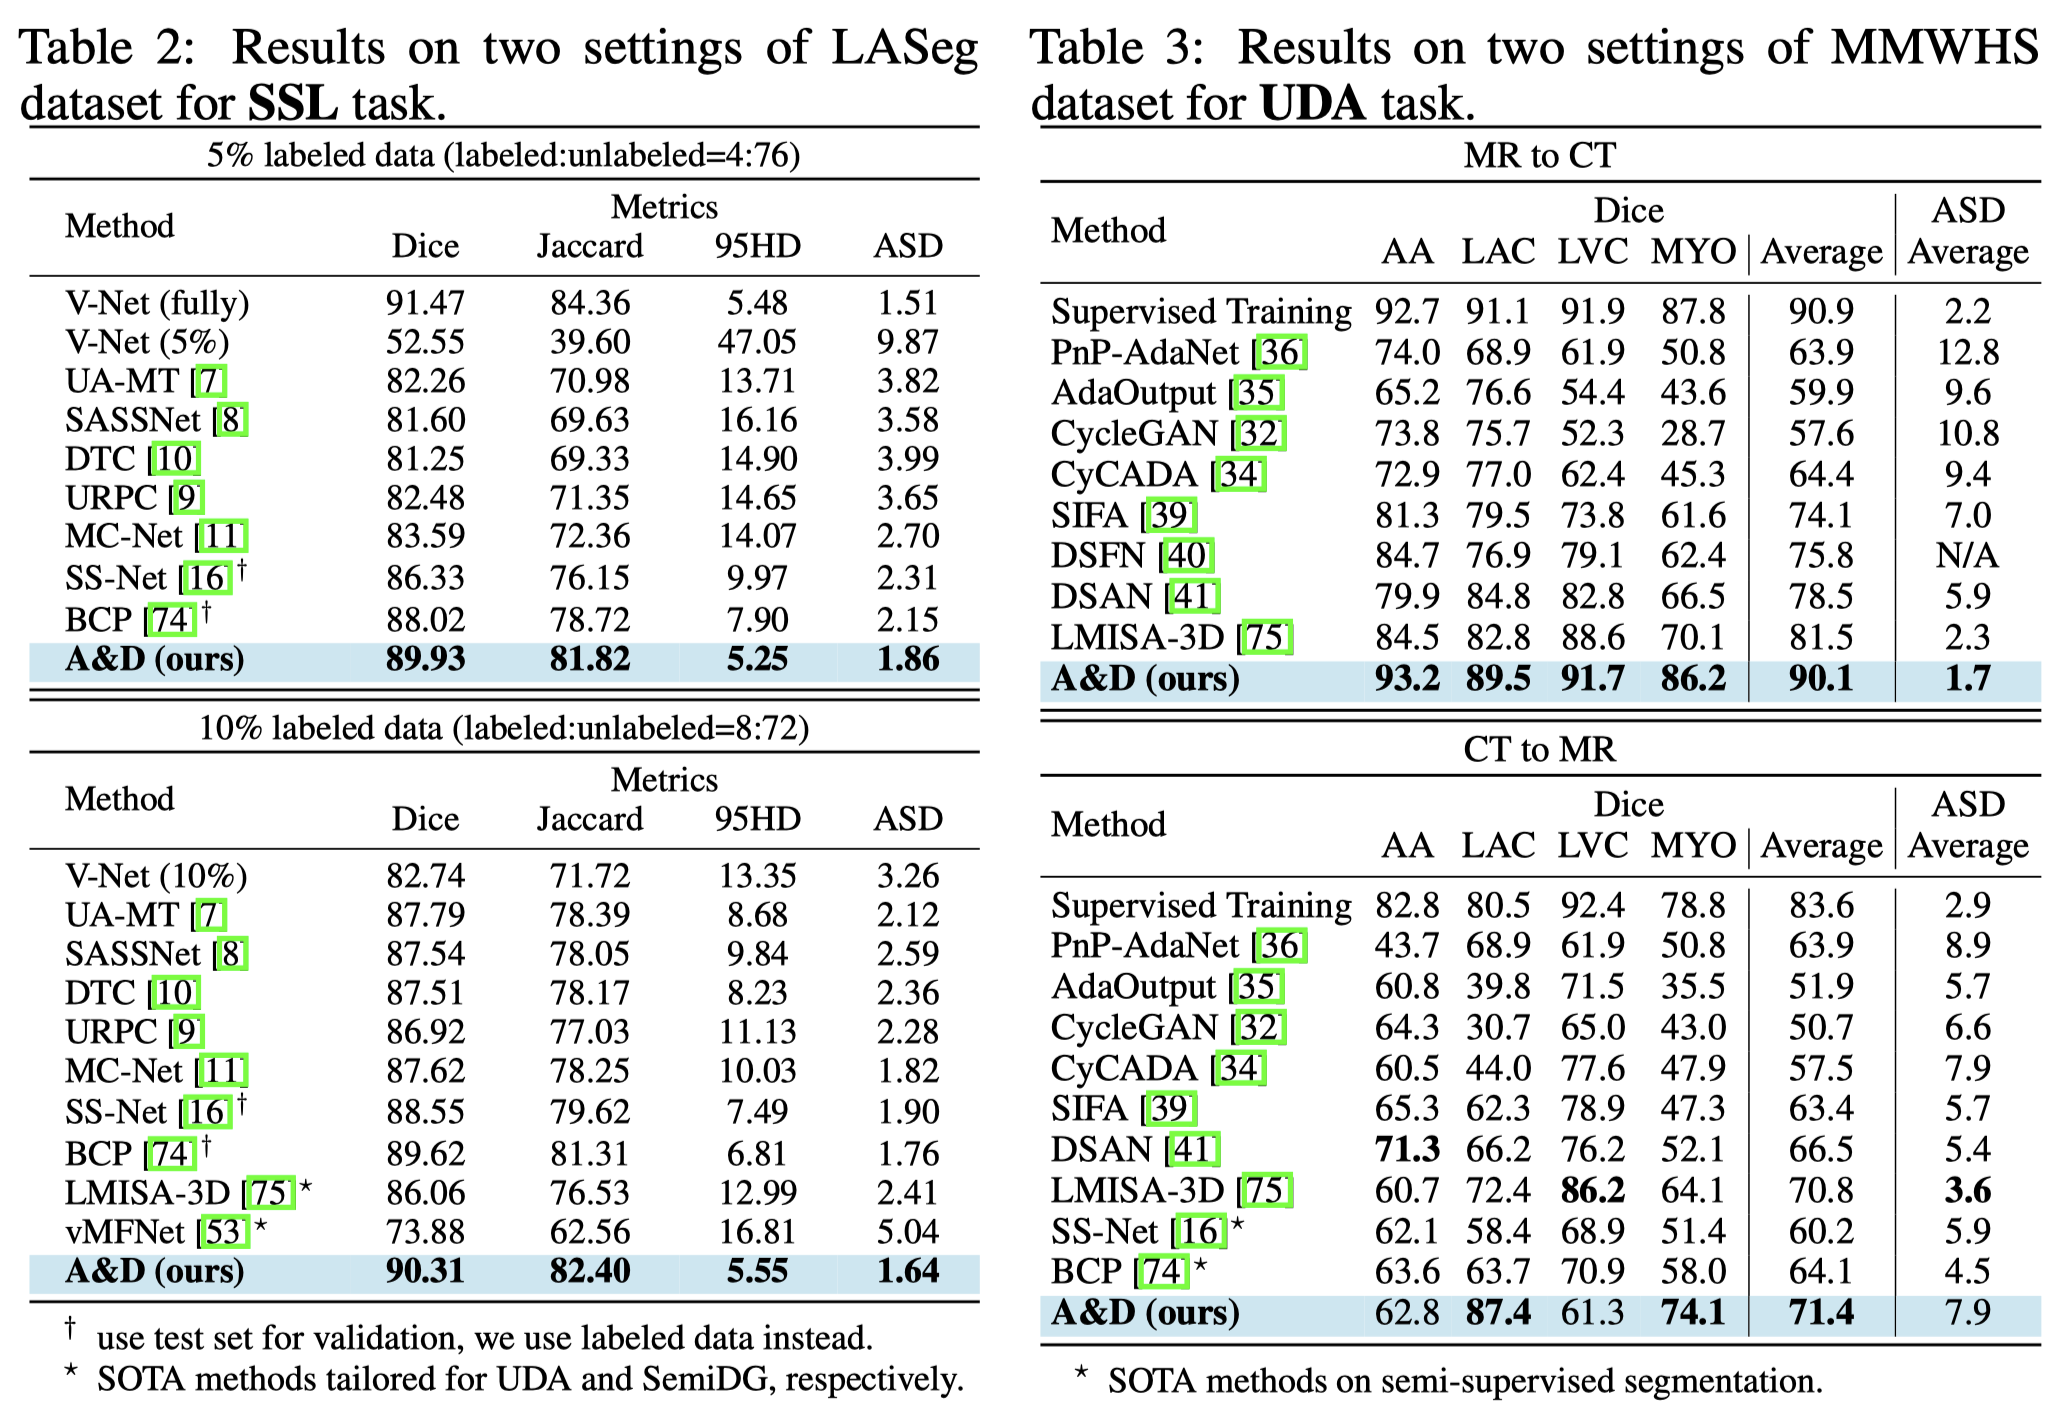 Table 2: Results on two settings of LASeg
dataset for SSL task.
5% labeled data (labeled:unlabeled=4:76)
Method Metrics
Dice Jaccard 95HD ASD
V-Net (fully) 91.47 84.36 5.48 1.51
V-Net (5%) 52.55 39.60 47.05 9.87
UA-MT [7] 82.26 70.98 13.71 3.82
SASSNet [8] 81.60 69.63 16.16 3.58
DTC [10] 81.25 69.33 14.90 3.99
URPC [9] 82.48 71.35 14.65 3.65
MC-Net [11] 83.59 72.36 14.07 2.70
SS-Net [16] † 86.33 76.15 9.97 2.31
BCP [74] † 88.02 78.72 7.90 2.15
A&D (ours) 89.93 81.82 5.25 1.86
10% labeled data (labeled:unlabeled=8:72)
Method Metrics
Dice Jaccard 95HD ASD
V-Net (10%) 82.74 71.72 13.35 3.26
UA-MT [7] 87.79 78.39 8.68 2.12
SASSNet [8] 87.54 78.05 9.84 2.59
DTC [10] 87.51 78.17 8.23 2.36
URPC [9] 86.92 77.03 11.13 2.28
MC-Net [11] 87.62 78.25 10.03 1.82
SS-Net [16] † 88.55 79.62 7.49 1.90
BCP [74] † 89.62 81.31 6.81 1.76
LMISA-3D [75] * 86.06 76.53 12.99 2.41
vMFNet [53] * 73.88 62.56 16.81 5.04
A&D (ours) 90.31 82.40 5.55 1.64
† use test set for validation, we use labeled data instead.
* SOTA methods tailored for UDA and SemiDG, respectively.
Table 3: Results on two settings of MMWHS
dataset for UDA task.
MR to CT
Method Dice ASD
AA LAC LVC MYO Average Average
Supervised Training 92.7 91.1 91.9 87.8 90.9 2.2
PnP-AdaNet [36] 74.0 68.9 61.9 50.8 63.9 12.8
AdaOutput [35] 65.2 76.6 54.4 43.6 59.9 9.6
CycleGAN [32] 73.8 75.7 52.3 28.7 57.6 10.8
CyCADA [34] 72.9 77.0 62.4 45.3 64.4 9.4
SIFA [39] 81.3 79.5 73.8 61.6 74.1 7.0
DSFN [40] 84.7 76.9 79.1 62.4 75.8 N/A
DSAN [41] 79.9 84.8 82.8 66.5 78.5 5.9
LMISA-3D [75] 84.5 82.8 88.6 70.1 81.5 2.3
A&D (ours) 93.2 89.5 91.7 86.2 90.1 1.7
CT to MR
Method Dice ASD
AA LAC LVC MYO Average Average
Supervised Training 82.8 80.5 92.4 78.8 83.6 2.9
PnP-AdaNet [36] 43.7 68.9 61.9 50.8 63.9 8.9
AdaOutput [35] 60.8 39.8 71.5 35.5 51.9 5.7
CycleGAN [32] 64.3 30.7 65.0 43.0 50.7 6.6
CyCADA [34] 60.5 44.0 77.6 47.9 57.5 7.9
SIFA [39] 65.3 62.3 78.9 47.3 63.4 5.7
DSAN [41] 71.3 66.2 76.2 52.1 66.5 5.4
LMISA-3D [75] 60.7 72.4 86.2 64.1 70.8 3.6
SS-Net [16] * 62.1 58.4 68.9 51.4 60.2 5.9
BCP [74] * 63.6 63.7 70.9 58.0 64.1 4.5
A&D (ours) 62.8 87.4 61.3 74.1 71.4 7.9
* SOTA methods on semi-supervised segmentation.